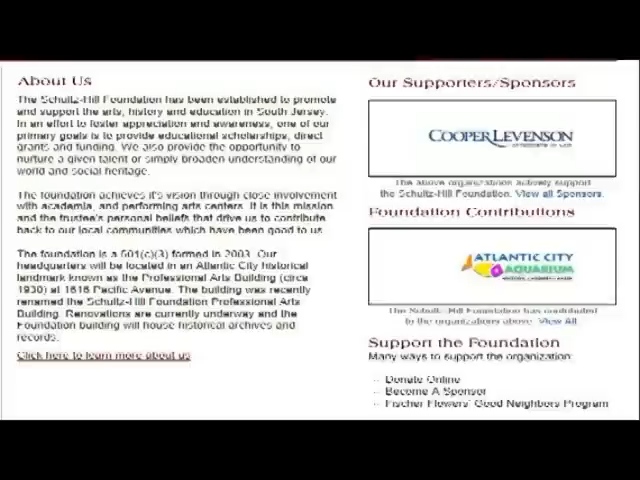 About Us
The Schultz-Hill Foundation has been established to promote
and support the arts, history and education in South Jersey.
In an effort to foster appreciation and awareness, one of our
primary goals is to provide educational scholarships, direct
grants and funding. We also provide the opportunity to
nurture a given talent or simply broaden understanding of our
world and social heritage.
The foundation achieves it's vision through close involvement
with academia, and performing arts centers. It is this mission
and the trustee's personal beliefs that drive us to contribute
back to our local communities which have been good to us
The foundation is a 501(c)(3) formed in 2003. Our
headquarters will be located in an Atlantic City historical
landmark known as the Professional Arts Building (circa
1930) at 1616 Pacific Avenue. The building was recently
renamed the Schultz-Hill Foundation Professional Arts
Building. Renovations are currently underway and the
Foundation building will house historical archives and
records.
Click here to learn more about us
Our Supporters/Sponsors
COOPER LEVENSON
ATTORNEYS AT LAW
The above organizations actively support
the Schultz-Hill Foundation. View all Sponsors.
Foundation Contributions
ATLANTIC CITY
AQUARIUM
The Schultz-Hill Foundation has contributed
to the organizations above. View All
Support the Foundation
Many ways to support the organization:
Donate Online
Become A Sponsor
Fischer Flowers' Good Neighbors Program